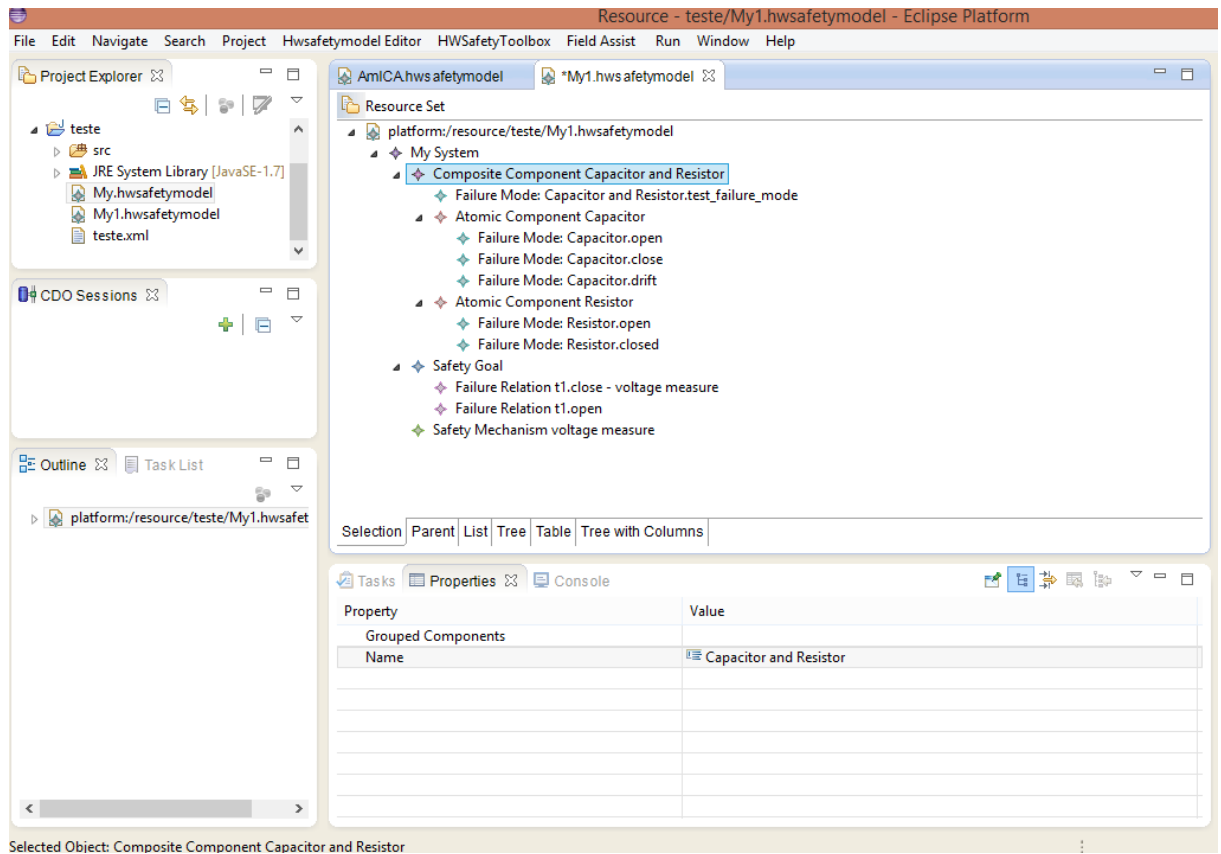 Resource - teste/My1.hwsafetymodel - Eclipse Platform
File Edit Navigate Search Project Hwsafetymodel Editor HWSafetyToolbox Field Assist Run Window Help
Project Explorer
teste
src
JRE System Library [JavaSE-1.7]
My.hwsafetymodel
My1.hwsafetymodel
teste.xml
CDO Sessions
Outline Task List
platform:/resource/teste/My1.hwsafet
AmICA.hwsafetymodel *My1.hwsafetymodel
Resource Set
platform:/resource/teste/My1.hwsafetymodel
My System
Composite Component Capacitor and Resistor
Failure Mode: Capacitor and Resistor.test_failure_mode
Atomic Component Capacitor
Failure Mode: Capacitor.open
Failure Mode: Capacitor.close
Failure Mode: Capacitor.drift
Atomic Component Resistor
Failure Mode: Resistor.open
Failure Mode: Resistor.closed
Safety Goal
Failure Relation t1.close - voltage measure
Failure Relation t1.open
Safety Mechanism voltage measure
Selection Parent List Tree Table Tree with Columns
Tasks Properties Console
Property Value
Grouped Components
Name Capacitor and Resistor
Selected Object: Composite Component Capacitor and Resistor